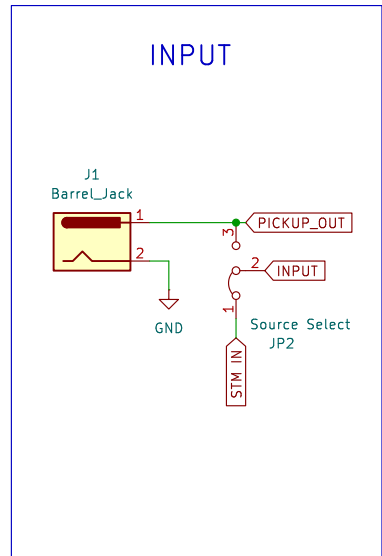 INPUT
J1
Barrel_Jack
1
PICKUP_OUT
3
2
2 INPUT
1
Source Select
GND
JP2
STM IN